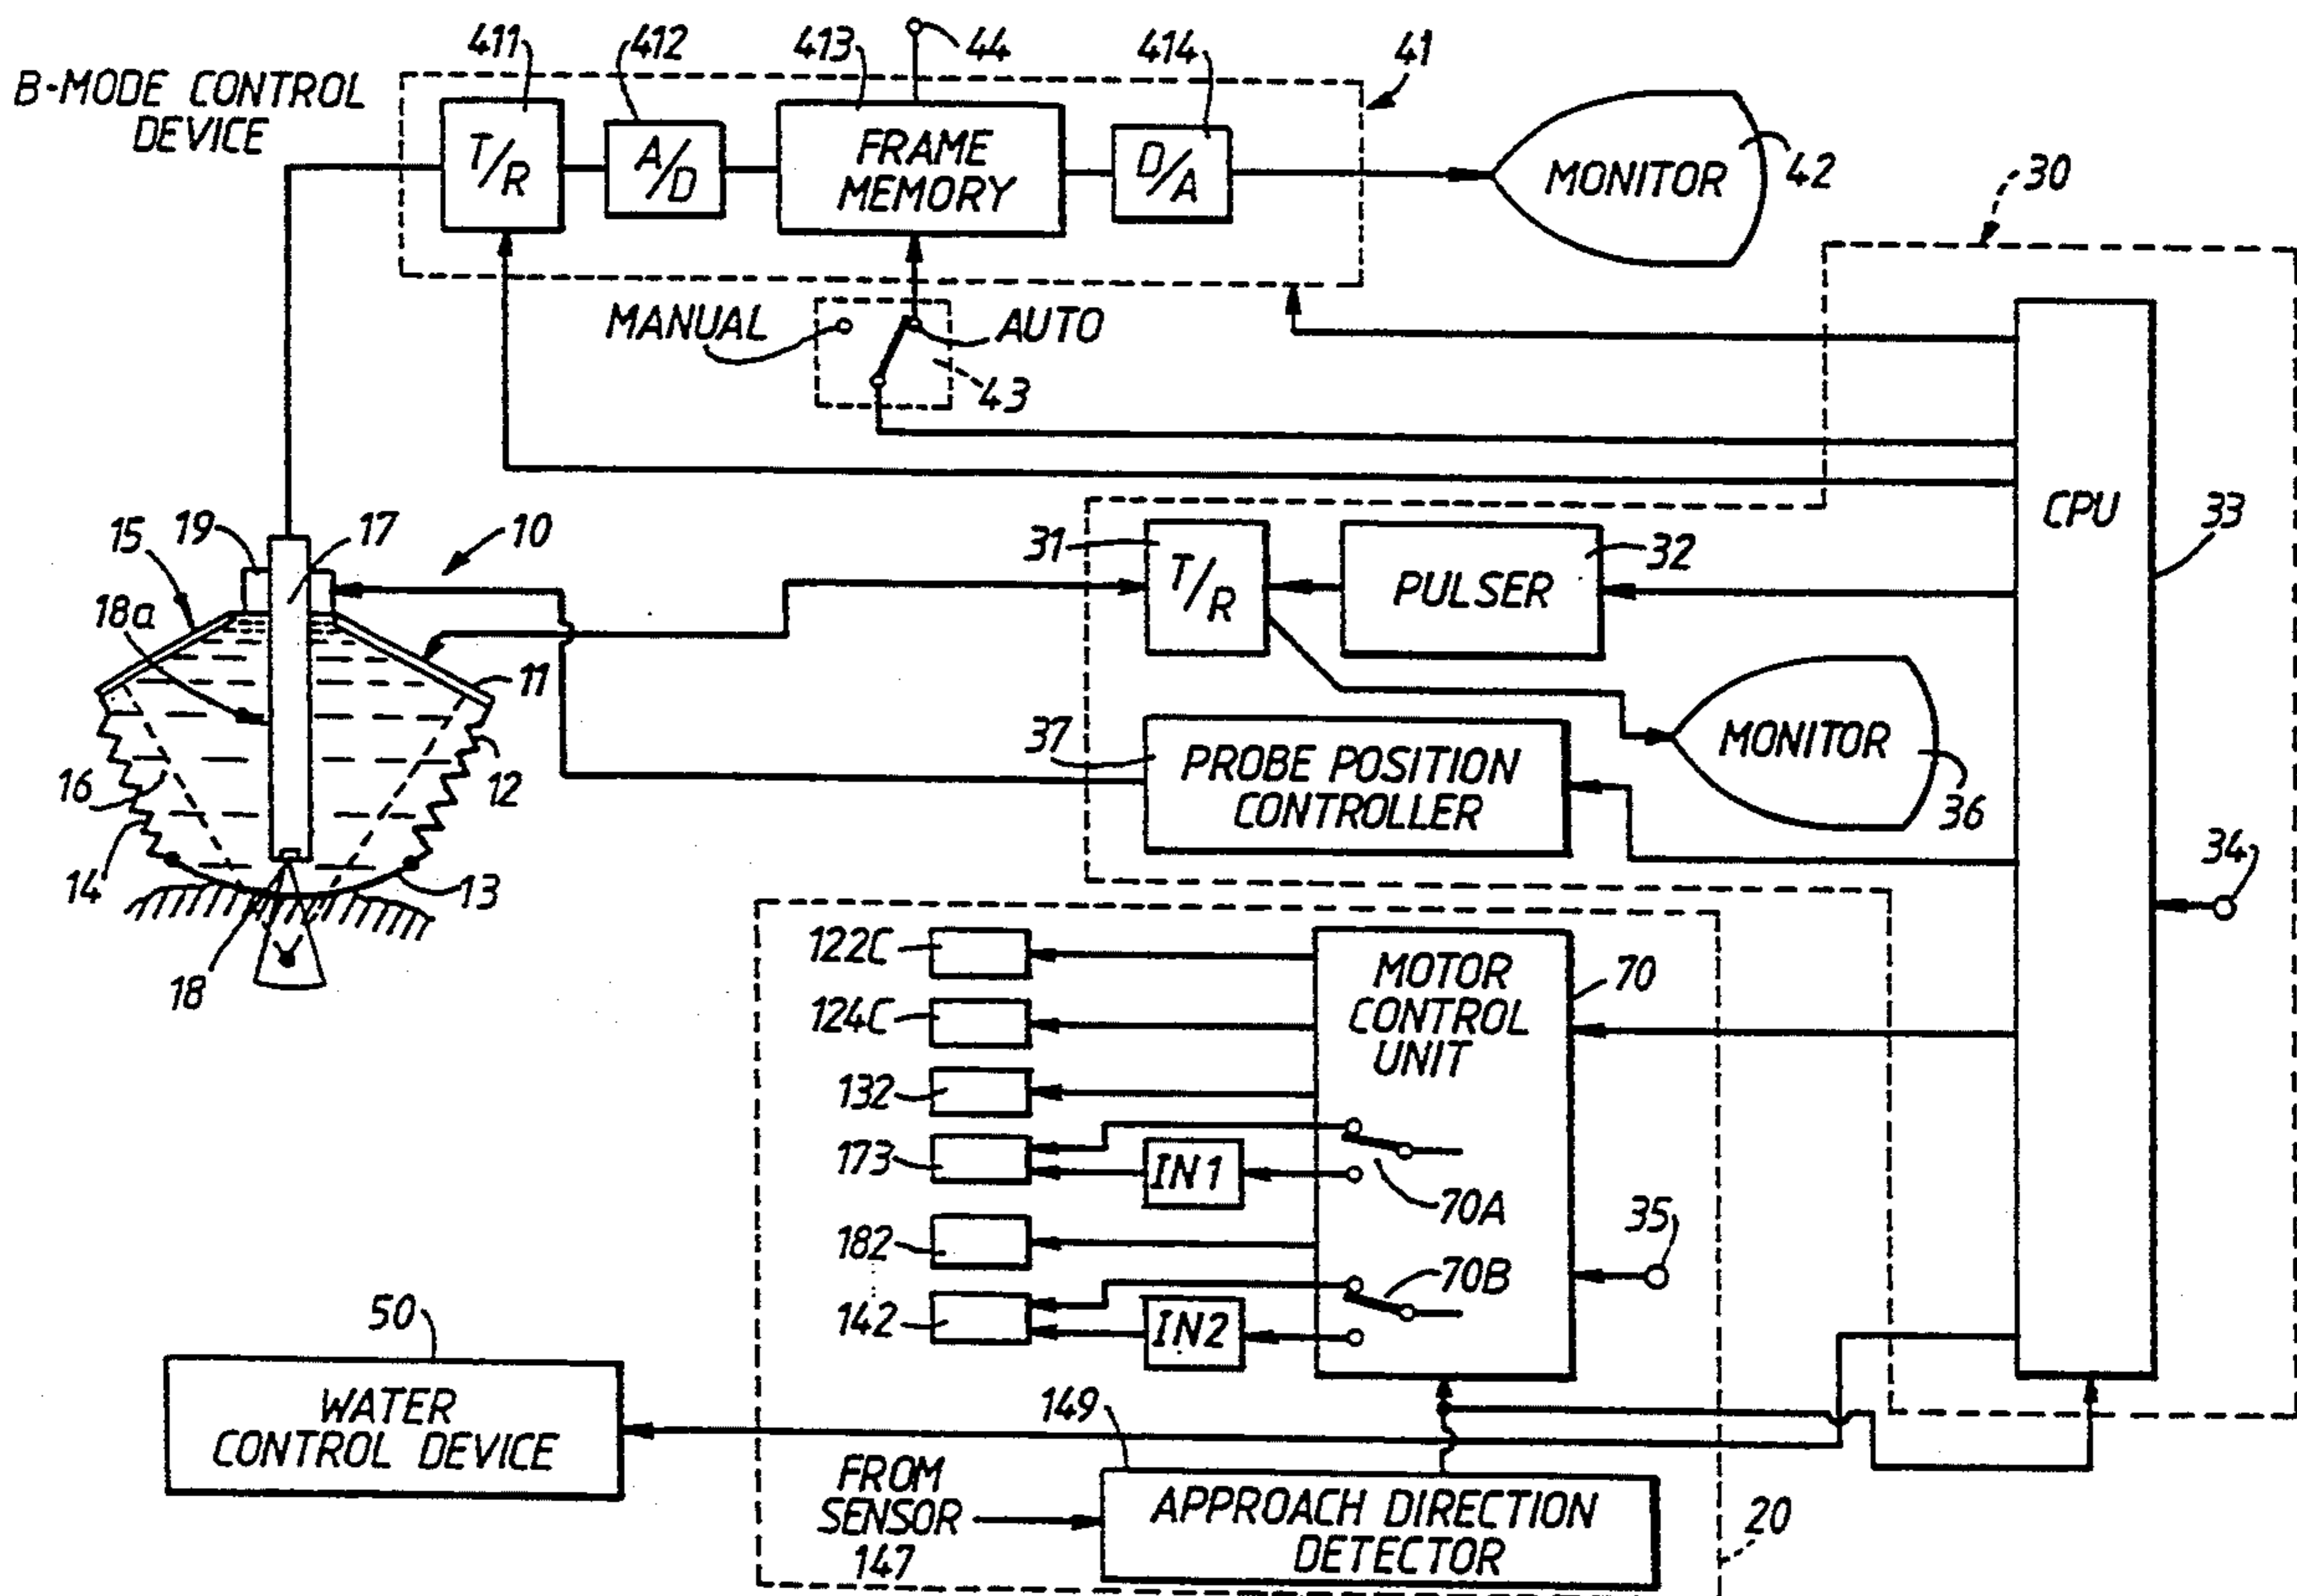 411
412
413
44
414
41
B-MODE CONTROL
DEVICE
T/R
A/D
FRAME
MEMORY
D/A
MONITOR
42
30
MANUAL
AUTO
43
CPU
33
15
19
17
10
18a
31
T/R
32
PULSER
11
37
PROBE POSITION
CONTROLLER
MONITOR
36
16
12
14
13
18
34
122C
124C
132
173
182
142
IN1
IN2
MOTOR
CONTROL
UNIT
70
70A
70B
35
50
WATER
CONTROL DEVICE
149
FROM
SENSOR
147
APPROACH DIRECTION
DETECTOR
20